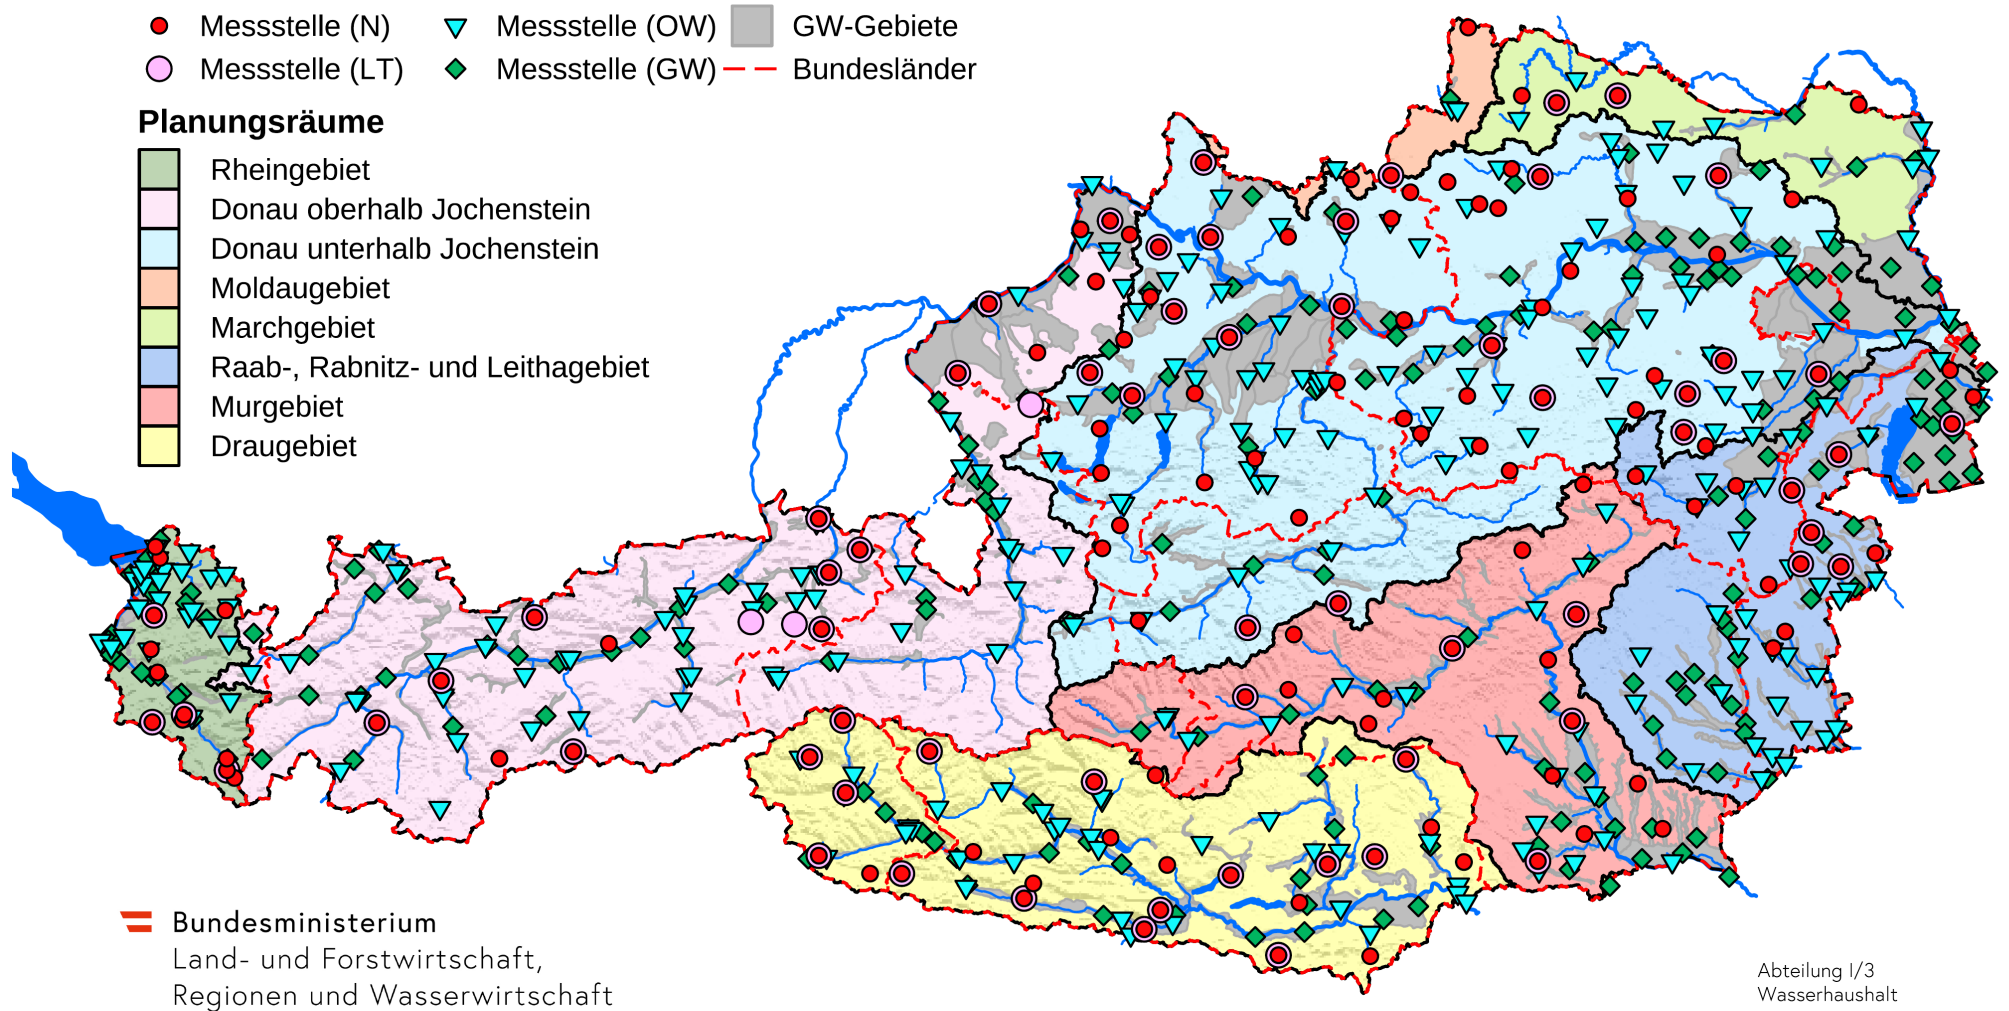 Messstelle (N)
Messstelle (OW)
GW-Gebiete
Messstelle (LT)
Messstelle (GW)
Bundesländer
Planungsräume
Rheingebiet
Donau oberhalb Jochenstein
Donau unterhalb Jochenstein
Moldaugebiet
Marchgebiet
Raab-, Rabnitz- und Leithagebiet
Murgebiet
Draugebiet
Bundesministerium
Land- und Forstwirtschaft,
Regionen und Wasserwirtschaft
Abteilung I/3
Wasserhaushalt